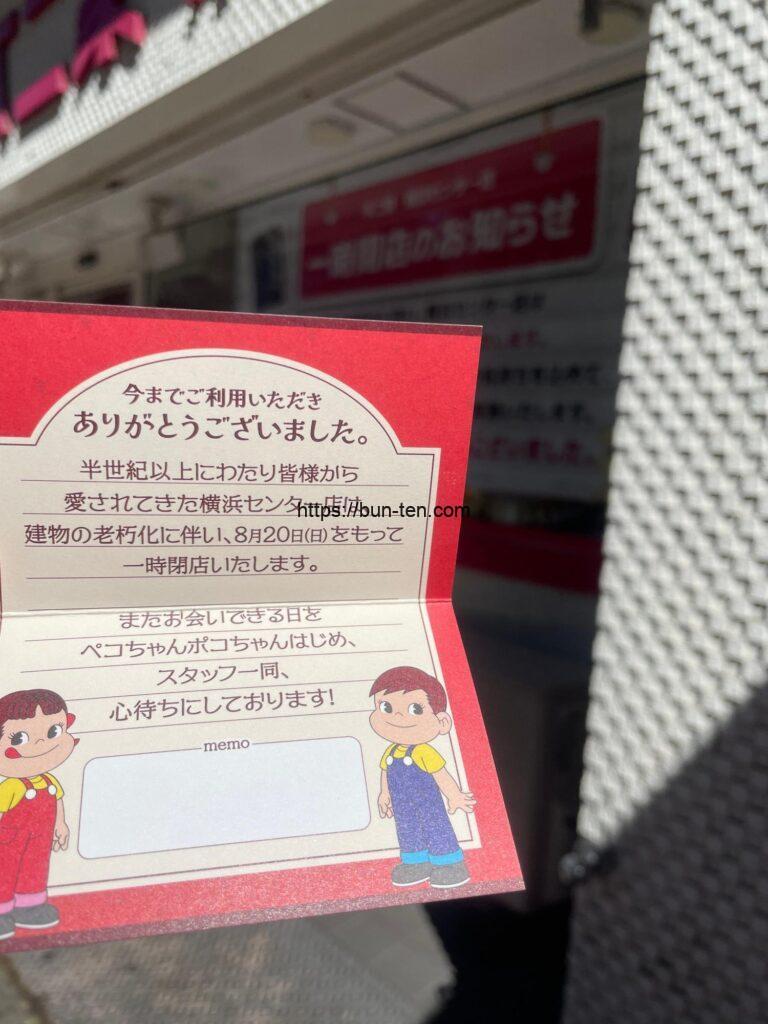 一時閉店のお知らせ
今までご利用いただき
ありがとうございました。
半世紀以上にわたり皆様から
愛されてきた横浜センター店は
https://bun-ten.com
建物の老朽化に伴い、8月20日(日)をもって
一時閉店いたします。
またお会いできる日を
ペコちゃんポコちゃんはじめ、
スタッフ一同、
心待ちにしております!
memo